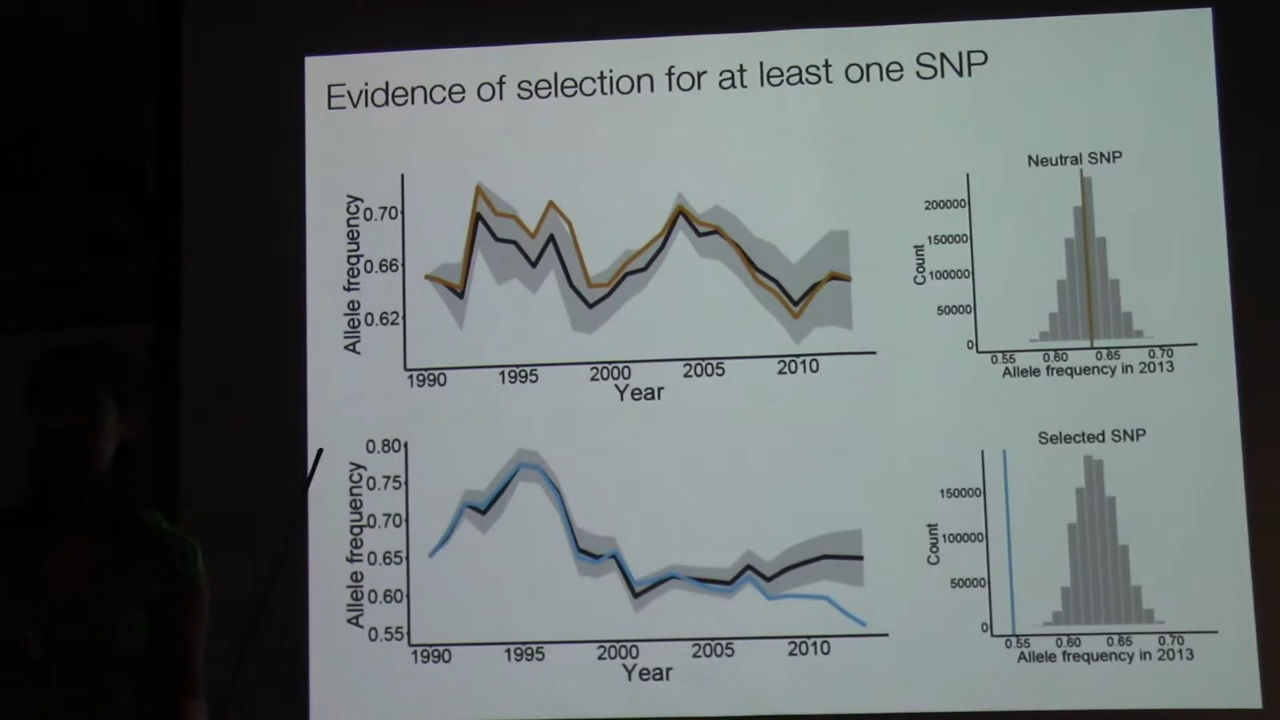 Evidence of selection for at least one SNP
Allele frequency
0.70
0.66
0.62
1990 1995 2000 2005 2010
Year
Neutral SNP
Count
200000
150000
100000
50000
0
0.55 0.60 0.65 0.70
Allele frequency in 2013
Allele frequency
0.80
0.75
0.70
0.65
0.60
0.55
1990 1995 2000 2005 2010
Year
Selected SNP
Count
150000
100000
50000
0
0.55 0.60 0.65 0.70
Allele frequency in 2013